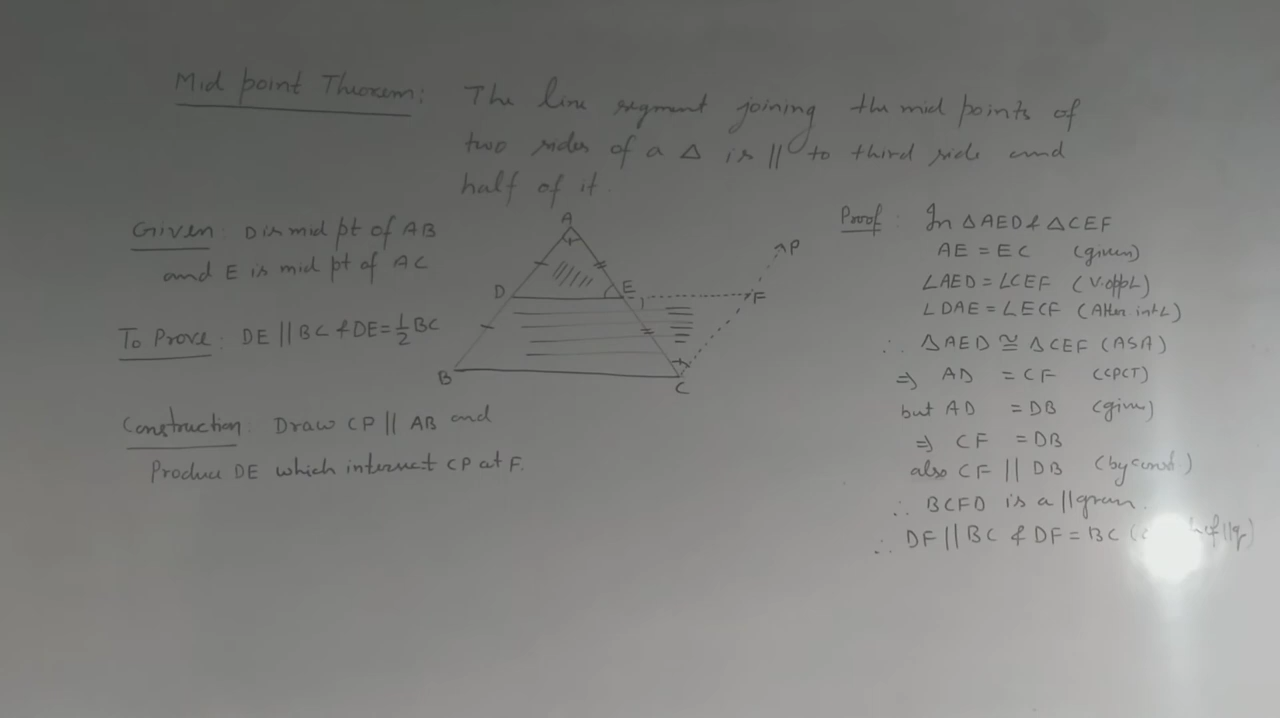 Mid point Theorem: The line segment joining the mid points of
two sides of a Δ is || to third side and
half of it.
Given: D is mid pt of AB
and E is mid pt of AC
To Prove: DE || BC & DE = 1/2 BC
Construction: Draw CP || AB and
Produce DE which intersect CP at F.
A
D
E
B
C
F
P
Proof: In ΔAED & ΔCEF
AE = EC (given)
∠AED = ∠CEF (V.opp∠)
∠DAE = ∠ECF (Alter int∠)
∴ ΔAED ≅ ΔCEF (ASA)
⇒ AD = CF (CPCT)
but AD = DB (given)
⇒ CF = DB
also CF || DB (by const)
∴ BCFD is a ||gram.
∴ DF || BC & DF = BC